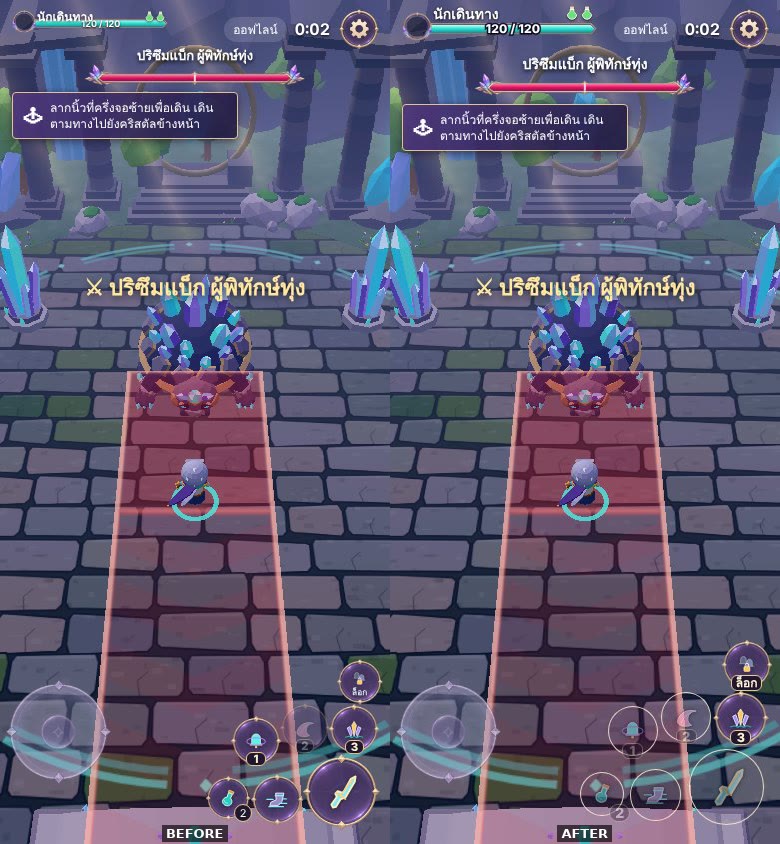 นักเดินทาง
120 / 120
ออฟไลน์
0:02
ปริซึมแบ็ก ผู้พิทักษ์ทุ่ง
ลากนิ้วที่ครึ่งจอซ้ายเพื่อเดิน เดิน
ตามทางไปยังคริสตัลข้างหน้า
⚔ ปริซึมแบ็ก ผู้พิทักษ์ทุ่ง
ล็อก
2
3
1
2
BEFORE
นักเดินทาง
120 / 120
ออฟไลน์
0:02
ปริซึมแบ็ก ผู้พิทักษ์ทุ่ง
ลากนิ้วที่ครึ่งจอซ้ายเพื่อเดิน เดิน
ตามทางไปยังคริสตัลข้างหน้า
⚔ ปริซึมแบ็ก ผู้พิทักษ์ทุ่ง
ล็อก
2
3
1
2
AFTER